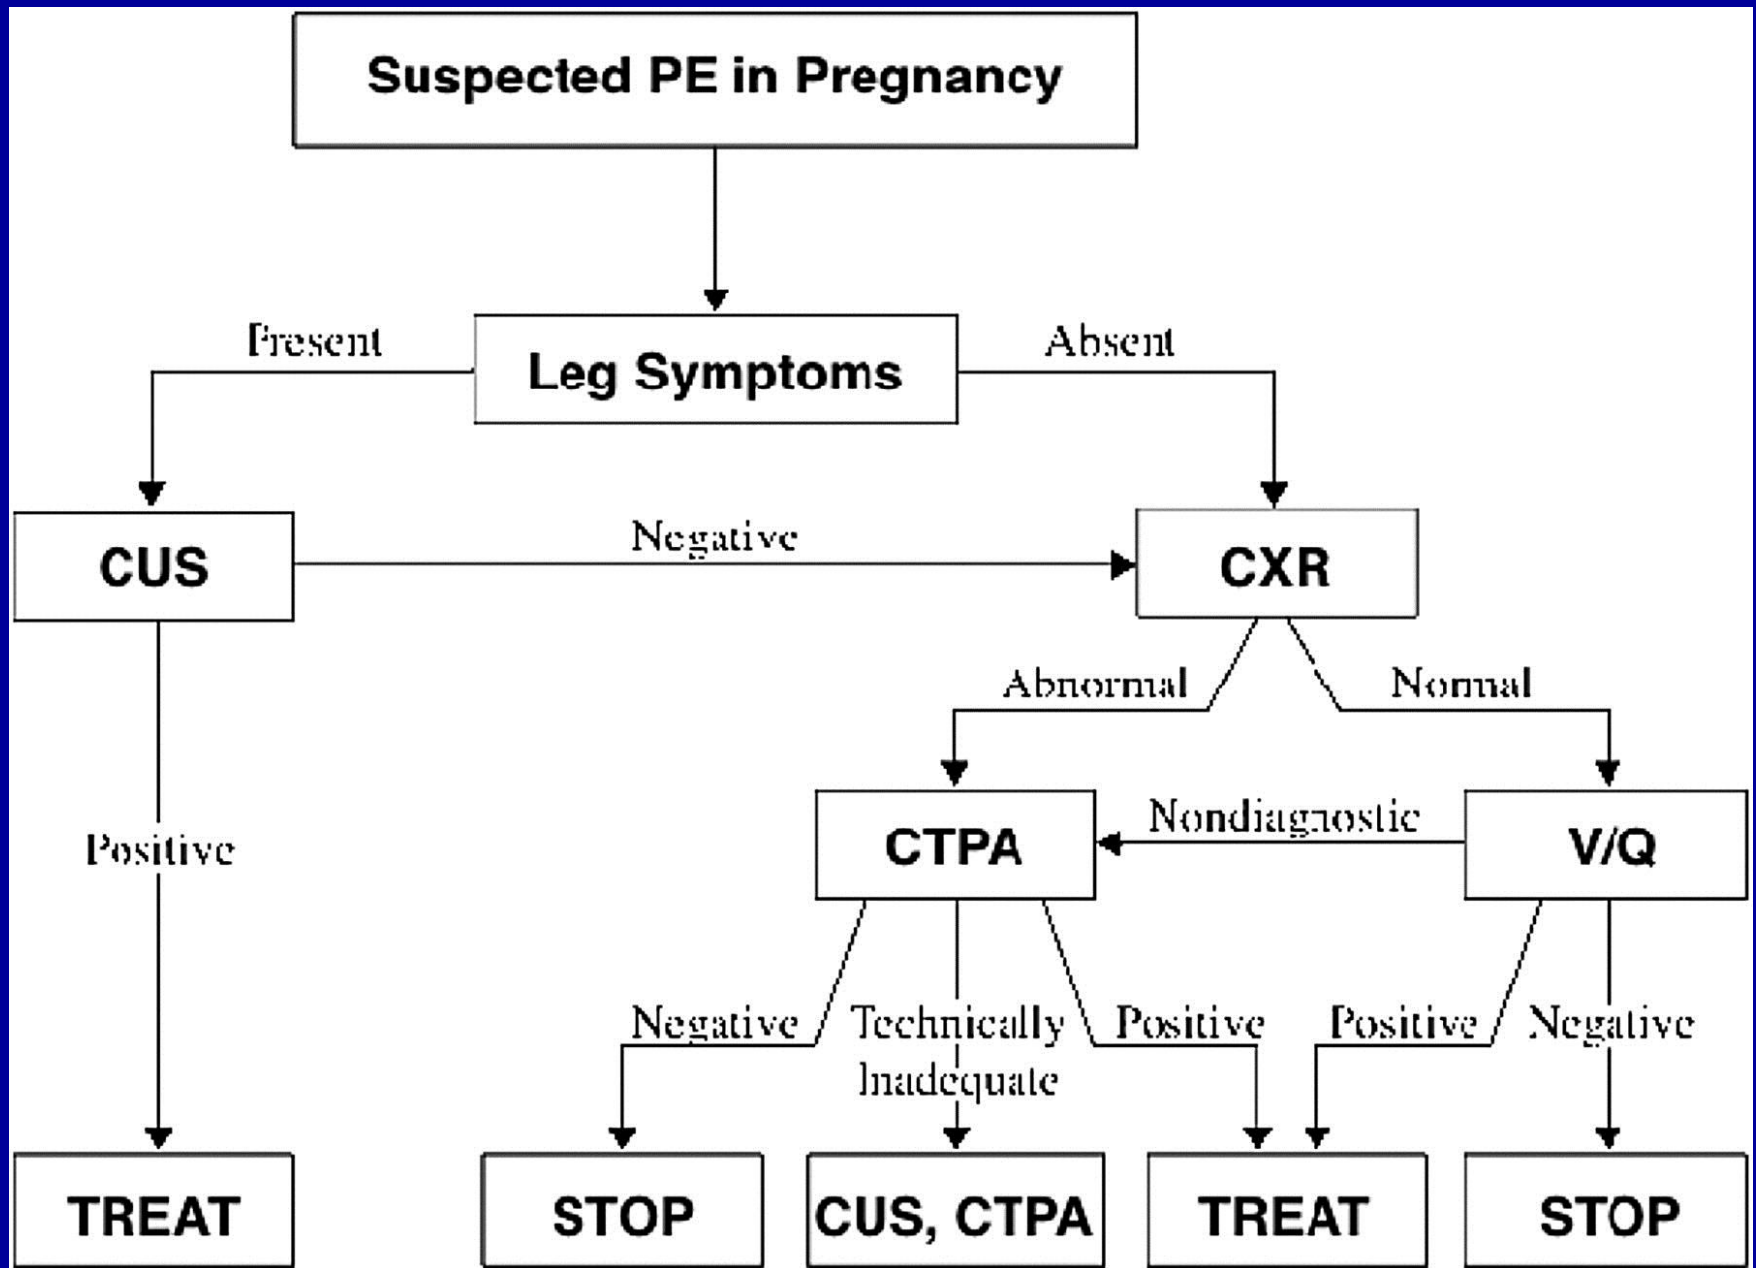 Suspected PE in Pregnancy
Present
Absent
Leg Symptoms
CUS
Negative
CXR
Abnormal
Normal
Positive
CTPA
Nondiagnostic
V/Q
Negative
Technically
Inadequate
Positive
Positive
Negative
TREAT
STOP
CUS, CTPA
TREAT
STOP